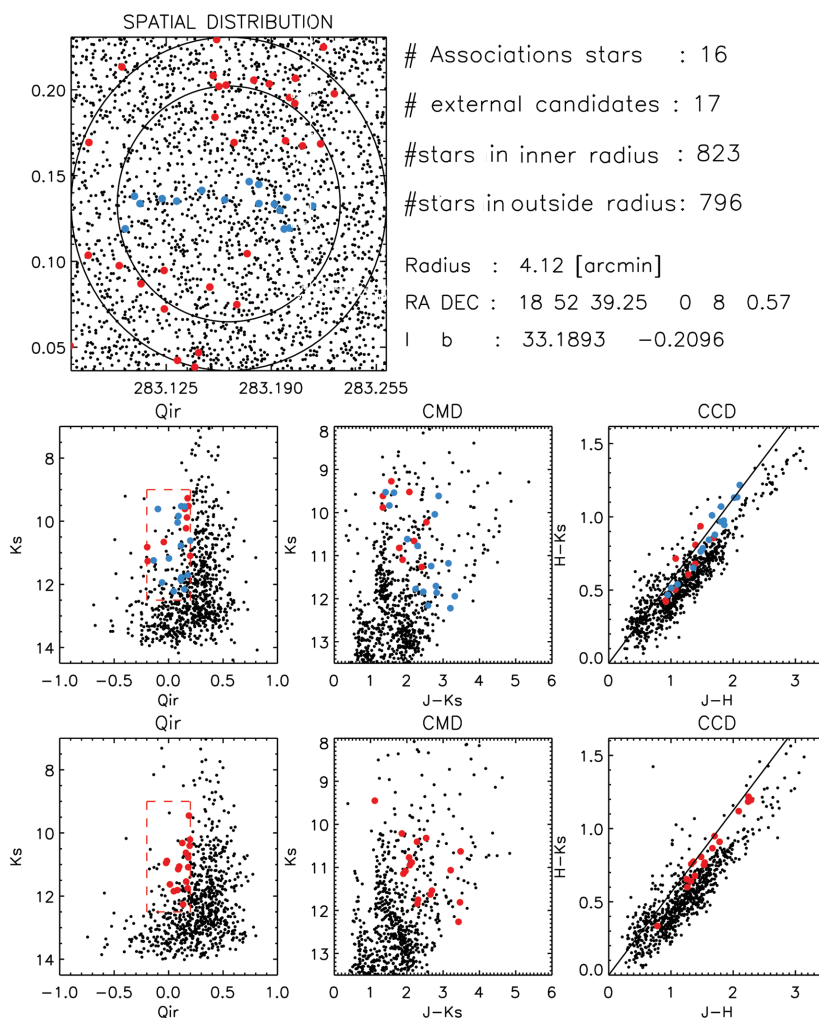 SPATIAL DISTRIBUTION
# Associations stars : 16
# external candidates : 17
#stars in inner radius : 823
#stars in outside radius: 796
Radius : 4.12 [arcmin]
RA DEC : 18 52 39.25 0 8 0.57
l b : 33.1893 −0.2096
0.20
0.15
0.10
0.05
283.125 283.190 283.255
Qir CMD CCD
8
10
12
14
Ks
−1.0 −0.5 0.0 0.5 1.0
Qir
8
9
10
11
12
13
Ks
0 1 2 3 4 5 6
J−Ks
1.5
1.0
0.5
0.0
H−Ks
0 1 2 3
J−H
Qir CMD CCD
8
10
12
14
Ks
−1.0 −0.5 0.0 0.5 1.0
Qir
8
9
10
11
12
13
Ks
0 1 2 3 4 5 6
J−Ks
1.5
1.0
0.5
0.0
H−Ks
0 1 2 3
J−H